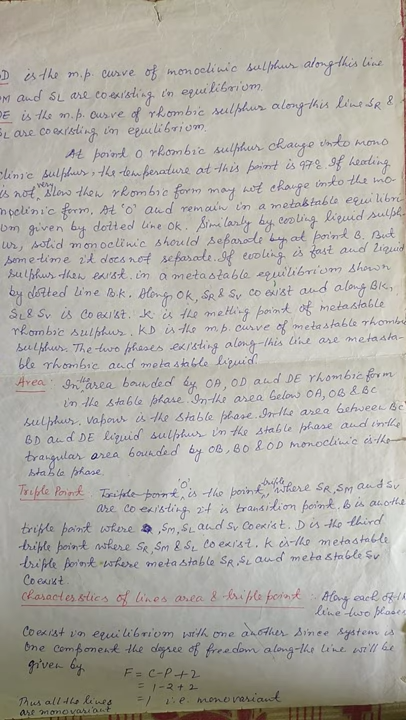 BD is the m.p. curve of monoclinic sulphur along this line
SM and SL are coexisting in equilibrium.
DE is the m.p. curve of rhombic sulphur along this line SR &
SL are coexisting in equilibrium.
At point O rhombic sulphur change into mono
clinic sulphur, the temperature at this point is 97°C. If heating
is not very slow then rhombic form may not change into the mo-
noclinic form. At 'O' and remain in a metastable equilibri
um given by dotted line OK. Similarly by cooling liquid sulph-
ur, solid monoclinic should separate at point B. But
sometime it does not separate. If cooling is fast and liquid
sulphur then exist in a metastable equilibrium shown
by dotted line B.K. Along OK, SR & SV co exist and along BK,
SL & SV is coexist. K is the melting point of metastable
rhombic sulphur. KD is the m.p. curve of metastable rhombic
sulphur. The two pheses existing along this line are metasta-
ble rhombic and metastable liquid.
Area: In the area bounded by OA, OD and DE rhombic form
in the stable phase. In the area below OA, OB & BC
sulphur. Vapour is the stable phase. In the area between BC
BD and DE liquid sulphur in the stable phase and in the
trangular area bounded by OB, BD & OD monoclinic is the
stable phase.
Triple Point Triple point, 'O', is the point triple, where SR, SM and SV
are co existing it is transition point. B is anothe
triple point where SM, SL and SV Coexist. D is the third
triple point where SR, SM & SL Co exist. K is the metastable
triple point where metastable SR, SL and metastable SV
Coexist.
Characteristics of lines area & triple point: Along each of th
line two phases
Coexist in equilibrium with one another since system is
one component the degree of freedom along the line will be
given by
F = C-P+2
= 1-2+2
Thus all the lines = 1 i.e. monovariant
are monovariant